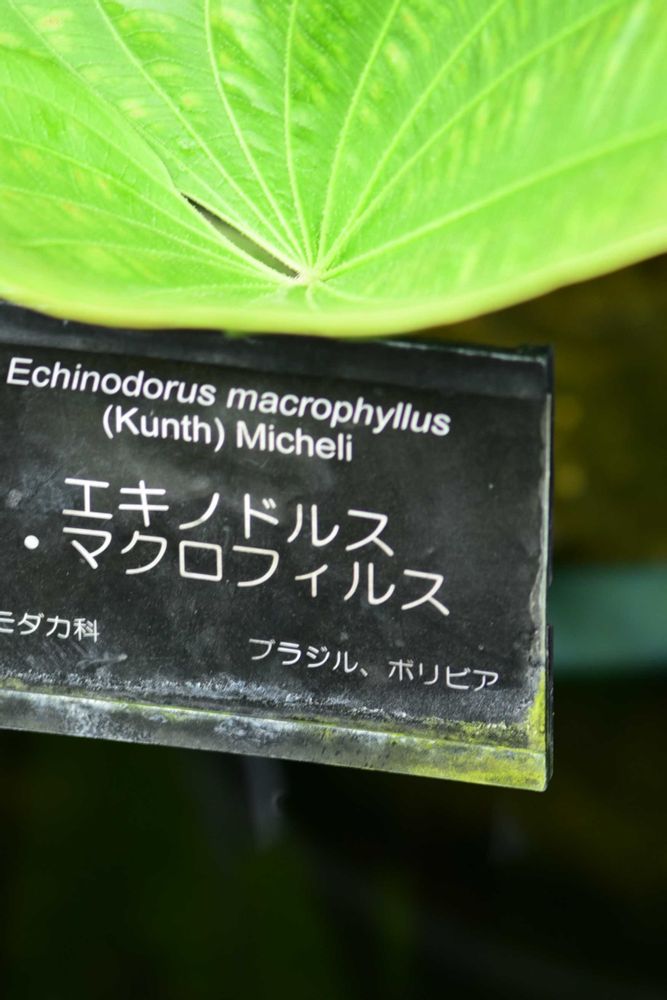 Echinodorus macrophyllus
(Kunth) Micheli
エキノドルス
・マクロフィルス
モダカ科
ブラジル、ボリビア